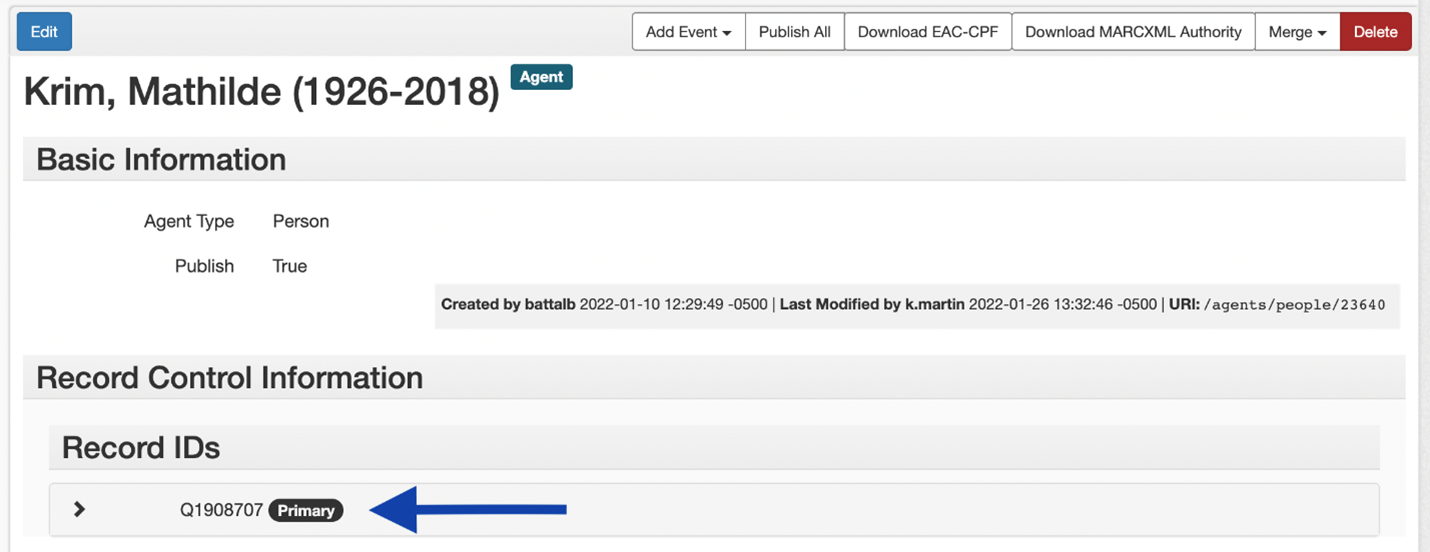 Edit Add Event Publish All Download EAC-CPF Download MARCXML Authority Merge Delete
Krim, Mathilde (1926-2018) Agent
Basic Information
Agent Type Person
Publish True
Created by battalb 2022-01-10 12:29:49 -0500 | Last Modified by k.martin 2022-01-26 13:32:46 -0500 | URI: /agents/people/23640
Record Control Information
Record IDs
Q1908707 Primary